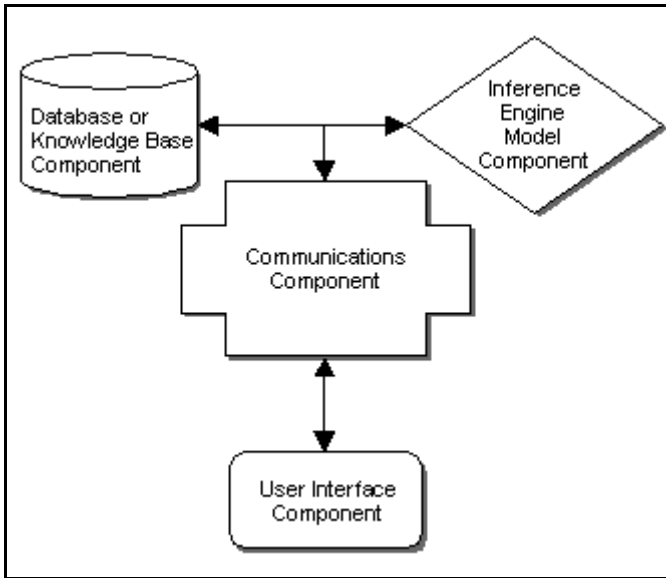 Database or
Knowledge Base
Component
Inference
Engine
Model
Component
Communications
Component
User Interface
Component